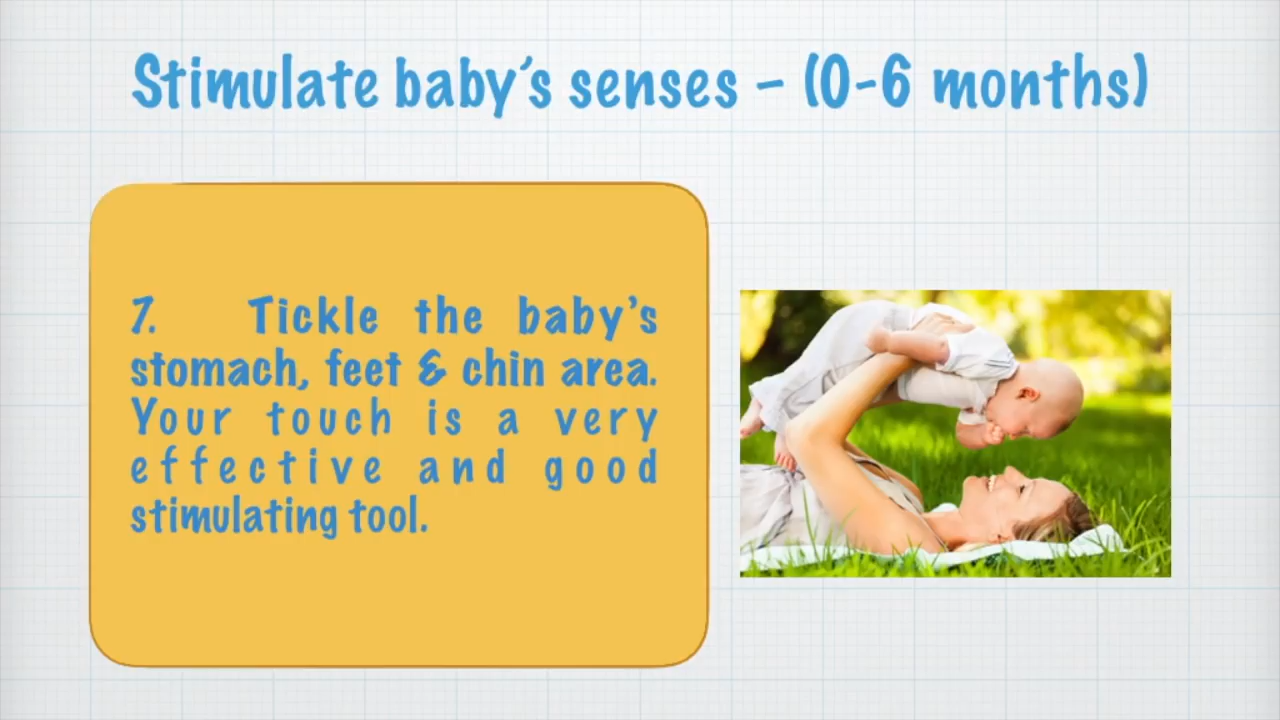 Stimulate baby's senses – (0-6 months)
7. Tickle the baby's
stomach, feet & chin area.
Your touch is a very
effective and good
stimulating tool.